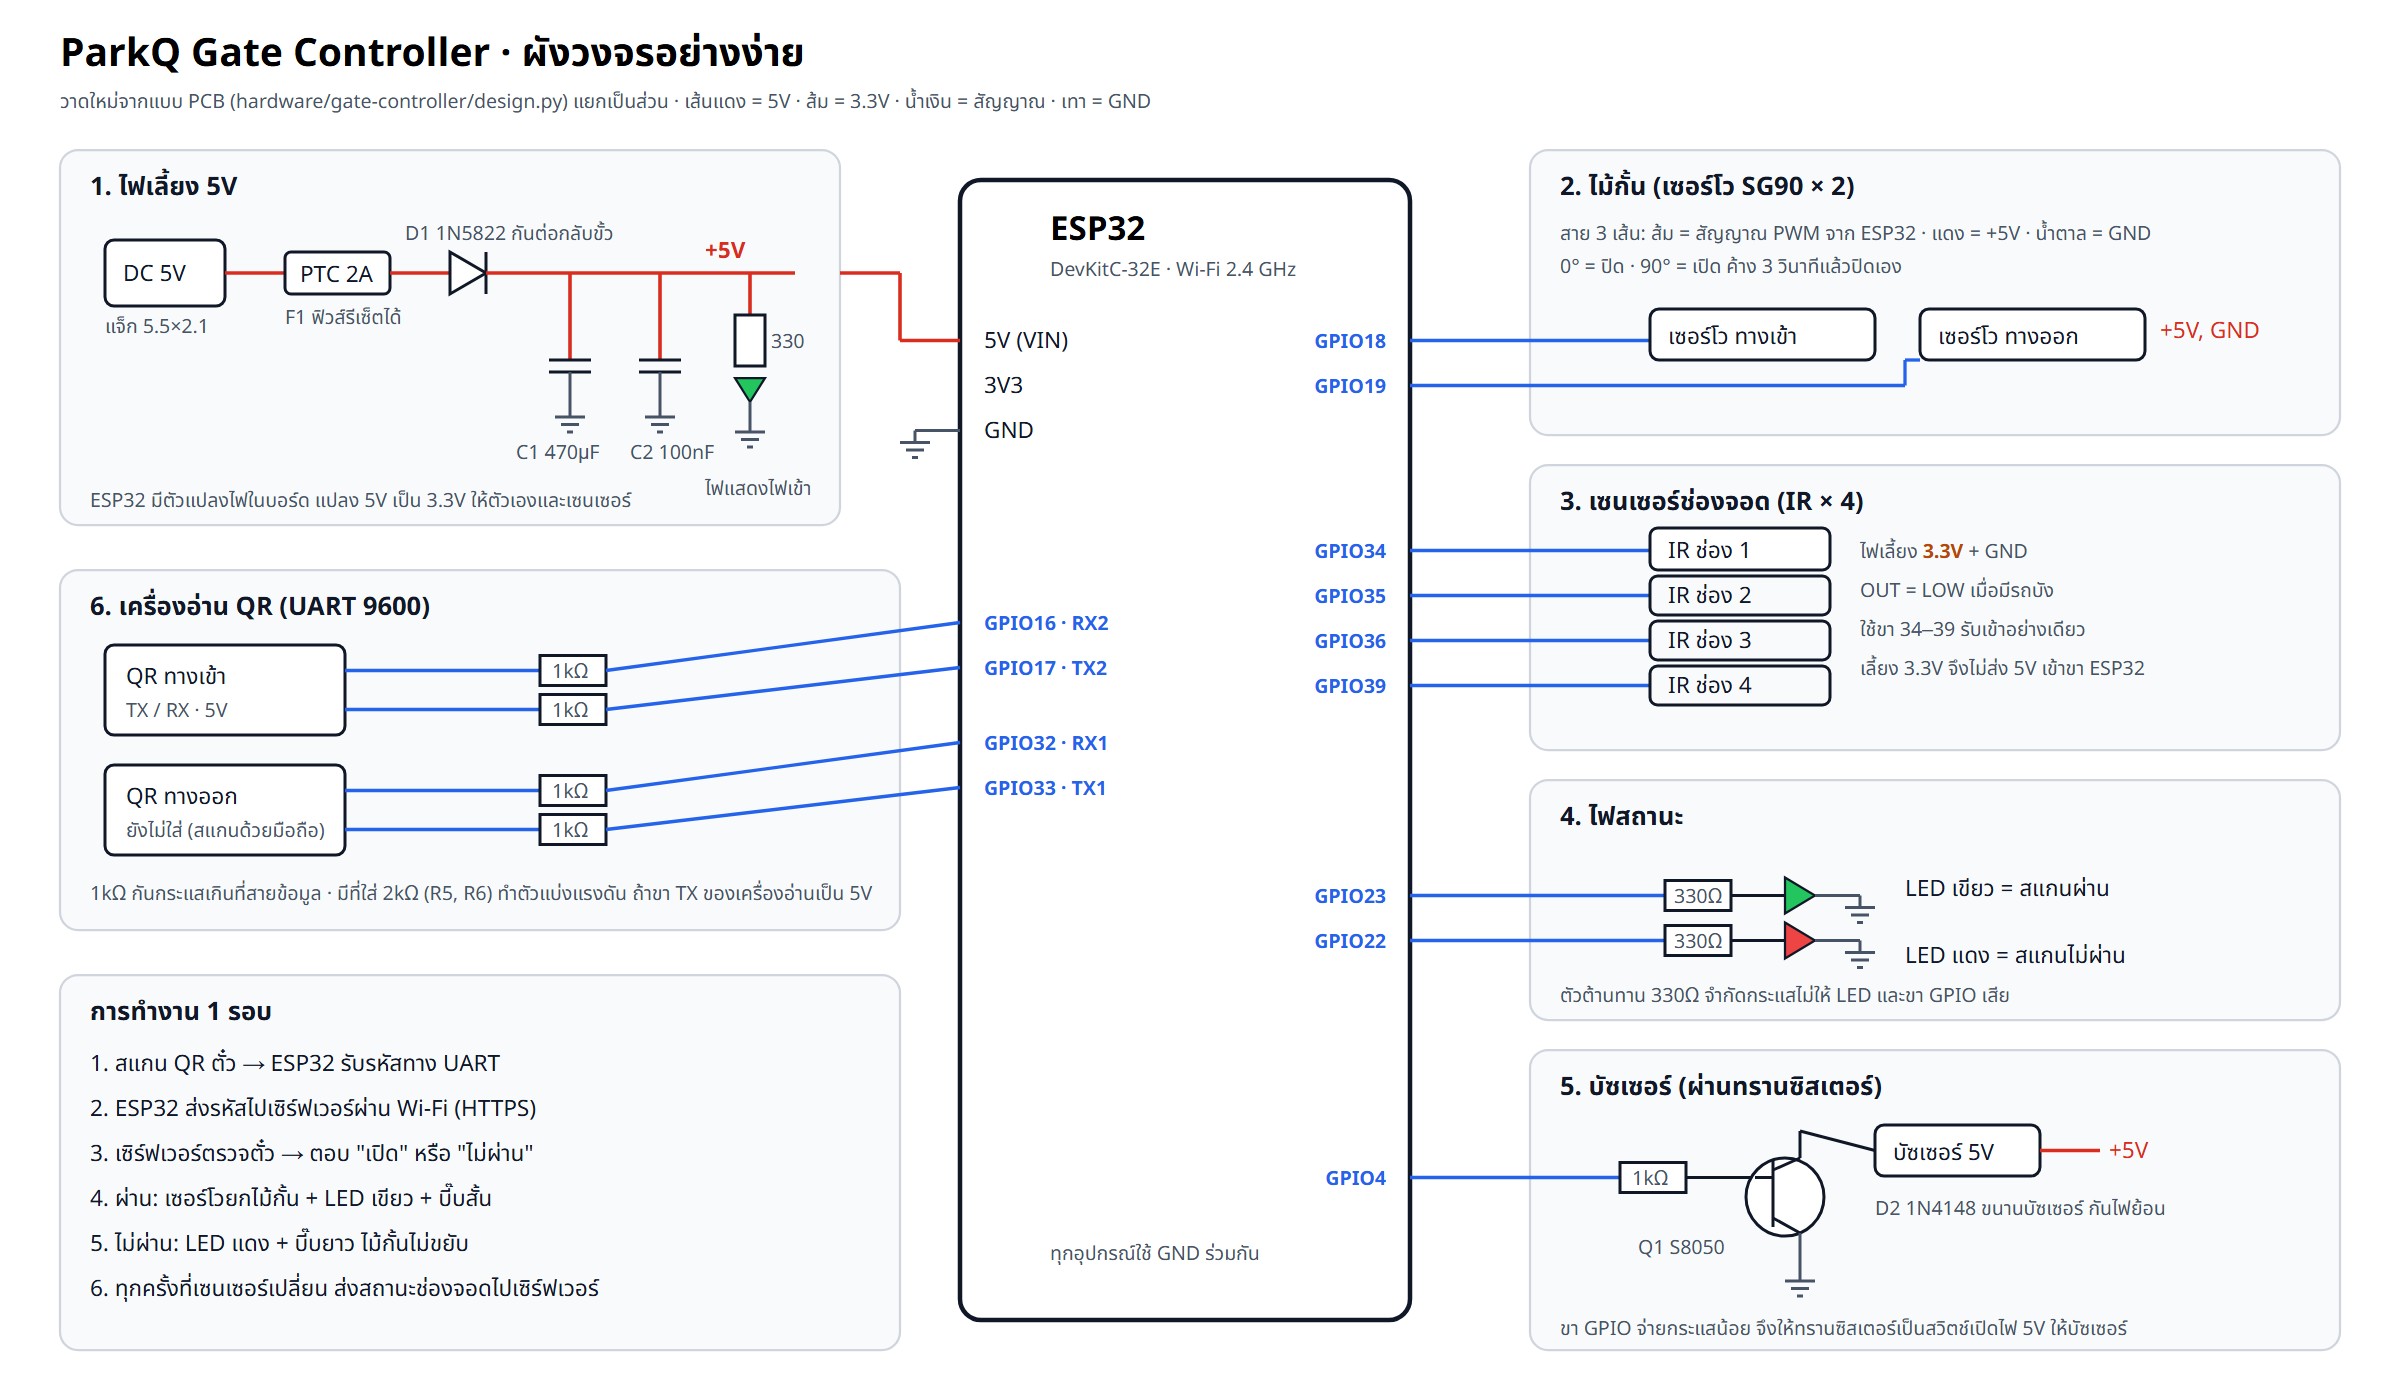 ParkQ Gate Controller · ผังวงจรอย่างง่าย
วาดใหม่จากแบบ PCB (hardware/gate-controller/design.py) แยกเป็นส่วน · เส้นแดง = 5V · ส้ม = 3.3V · น้ำเงิน = สัญญาณ · เทา = GND
1. ไฟเลี้ยง 5V
D1 1N5822 กันต่อกลับขั้ว
+5V
DC 5V
PTC 2A
แจ็ก 5.5×2.1
F1 ฟิวส์รีเซ็ตได้
330
C1 470µF
C2 100nF
ไฟแสดงไฟเข้า
ESP32 มีตัวแปลงไฟในบอร์ด แปลง 5V เป็น 3.3V ให้ตัวเองและเซนเซอร์
6. เครื่องอ่าน QR (UART 9600)
QR ทางเข้า
TX / RX · 5V
1kΩ
1kΩ
QR ทางออก
ยังไม่ใส่ (สแกนด้วยมือถือ)
1kΩ
1kΩ
1kΩ กันกระแสเกินที่สายข้อมูล · มีที่ใส่ 2kΩ (R5, R6) ทำตัวแบ่งแรงดัน ถ้าขา TX ของเครื่องอ่านเป็น 5V
การทำงาน 1 รอบ
1. สแกน QR ตั๋ว → ESP32 รับรหัสทาง UART
2. ESP32 ส่งรหัสไปเซิร์ฟเวอร์ผ่าน Wi-Fi (HTTPS)
3. เซิร์ฟเวอร์ตรวจตั๋ว → ตอบ "เปิด" หรือ "ไม่ผ่าน"
4. ผ่าน: เซอร์โวยกไม้กั้น + LED เขียว + บี๊บสั้น
5. ไม่ผ่าน: LED แดง + บี๊บยาว ไม้กั้นไม่ขยับ
6. ทุกครั้งที่เซนเซอร์เปลี่ยน ส่งสถานะช่องจอดไปเซิร์ฟเวอร์
ESP32
DevKitC-32E · Wi-Fi 2.4 GHz
5V (VIN)
3V3
GND
GPIO16 · RX2
GPIO17 · TX2
GPIO32 · RX1
GPIO33 · TX1
GPIO18
GPIO19
GPIO34
GPIO35
GPIO36
GPIO39
GPIO23
GPIO22
GPIO4
ทุกอุปกรณ์ใช้ GND ร่วมกัน
2. ไม้กั้น (เซอร์โว SG90 × 2)
สาย 3 เส้น: ส้ม = สัญญาณ PWM จาก ESP32 · แดง = +5V · น้ำตาล = GND
0° = ปิด · 90° = เปิด ค้าง 3 วินาทีแล้วปิดเอง
เซอร์โว ทางเข้า
เซอร์โว ทางออก
+5V, GND
3. เซนเซอร์ช่องจอด (IR × 4)
IR ช่อง 1
IR ช่อง 2
IR ช่อง 3
IR ช่อง 4
ไฟเลี้ยง 3.3V + GND
OUT = LOW เมื่อมีรถบัง
ใช้ขา 34–39 รับเข้าอย่างเดียว
เลี้ยง 3.3V จึงไม่ส่ง 5V เข้าขา ESP32
4. ไฟสถานะ
330Ω
LED เขียว = สแกนผ่าน
330Ω
LED แดง = สแกนไม่ผ่าน
ตัวต้านทาน 330Ω จำกัดกระแสไม่ให้ LED และขา GPIO เสีย
5. บัซเซอร์ (ผ่านทรานซิสเตอร์)
บัซเซอร์ 5V
+5V
1kΩ
D2 1N4148 ขนานบัซเซอร์ กันไฟย้อน
Q1 S8050
ขา GPIO จ่ายกระแสน้อย จึงให้ทรานซิสเตอร์เป็นสวิตช์เปิดไฟ 5V ให้บัซเซอร์